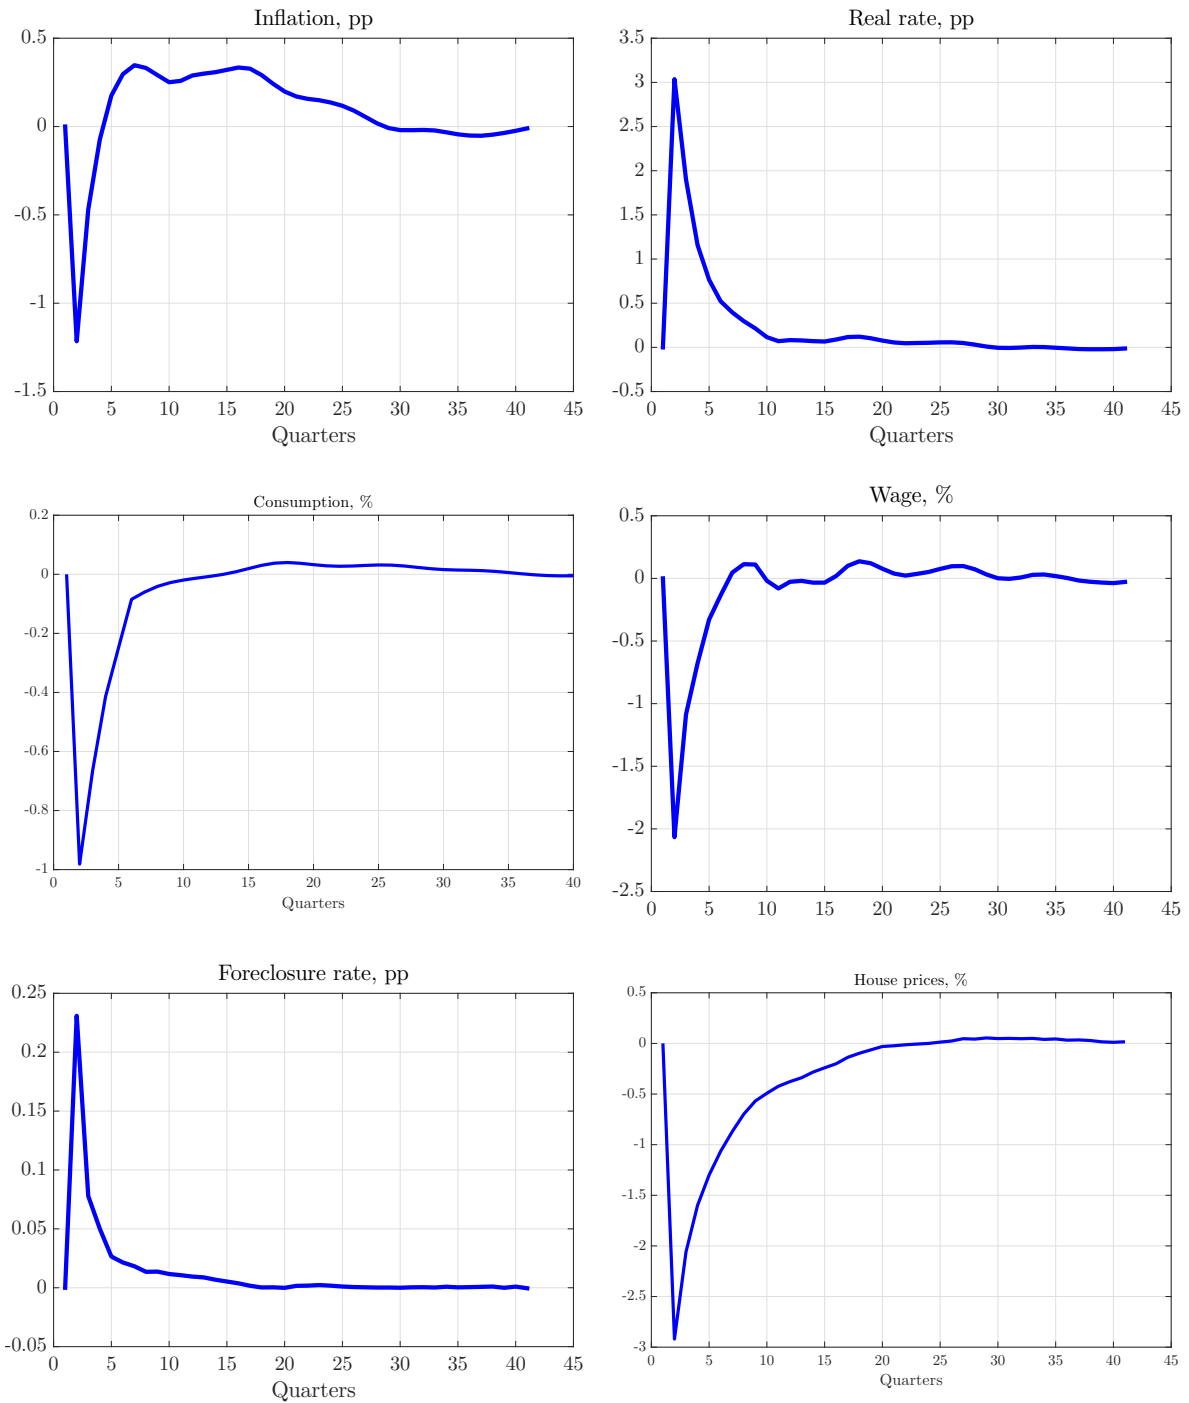 Inflation, pp
0.5
0
-0.5
-1
-1.5
0 5 10 15 20 25 30 35 40 45
Quarters
Real rate, pp
3.5
3
2.5
2
1.5
1
0.5
0
-0.5
0 5 10 15 20 25 30 35 40 45
Quarters
Consumption, %
0.2
0
-0.2
-0.4
-0.6
-0.8
-1
0 5 10 15 20 25 30 35 40
Quarters
Wage, %
0.5
0
-0.5
-1
-1.5
-2
-2.5
0 5 10 15 20 25 30 35 40 45
Foreclosure rate, pp
0.25
0.2
0.15
0.1
0.05
0
-0.05
0 5 10 15 20 25 30 35 40 45
Quarters
House prices, %
0.5
0
-0.5
-1
-1.5
-2
-2.5
-3
0 5 10 15 20 25 30 35 40 45
Quarters